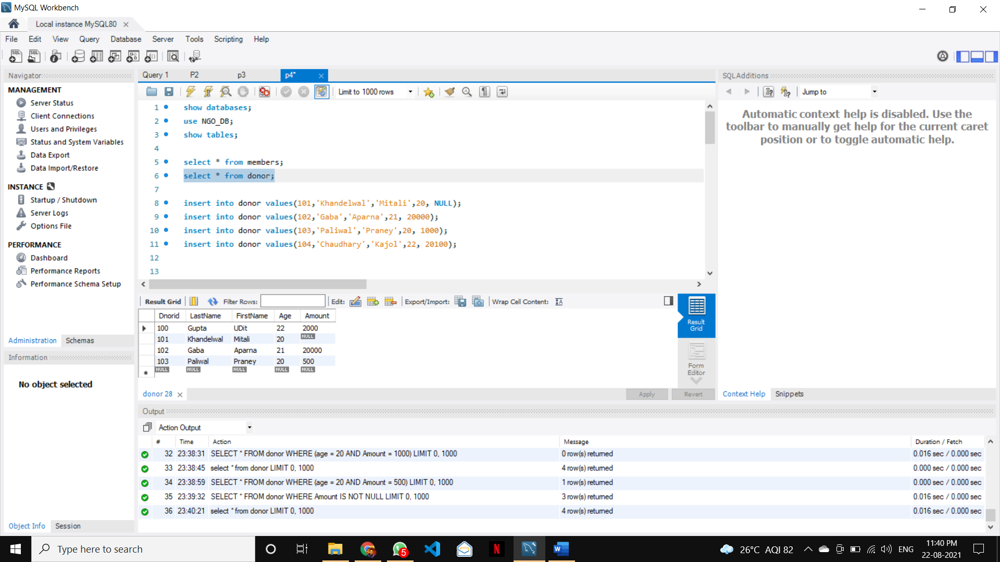 MySQL Workbench
Local instance MySQL80
File Edit View Query Database Server Tools Scripting Help
Navigator
MANAGEMENT
Server Status
Client Connections
Users and Privileges
Status and System Variables
Data Export
Data Import/Restore
INSTANCE
Startup / Shutdown
Server Logs
Options File
PERFORMANCE
Dashboard
Performance Reports
Performance Schema Setup
Administration Schemas
Information
No object selected
Object Info Session
Query 1 P2 p3 p4*
Limit to 1000 rows
1 show databases;
2 use NGO_DB;
3 show tables;
4
5 select * from members;
6 select * from donor;
7
8 insert into donor values(101,'Khandelwal','Mitali',20, NULL);
9 insert into donor values(102,'Gaba','Aparna',21, 20000);
10 insert into donor values(103,'Paliwal','Praney',20, 1000);
11 insert into donor values(104,'Chaudhary','Kajol',22, 20100);
12
13
Result Grid Filter Rows: Edit: Export/Import: Wrap Cell Content:
Dnorid LastName FirstName Age Amount
100 Gupta UDit 22 2000
101 Khandelwal Mitali 20 NULL
102 Gaba Aparna 21 20000
103 Paliwal Praney 20 500
NULL NULL NULL NULL NULL
Result Grid
Form Editor
donor 28
Apply Revert
SQLAdditions
Jump to
Automatic context help is disabled. Use the
toolbar to manually get help for the current caret
position or to toggle automatic help.
Context Help Snippets
Output
Action Output
# Time Action Message Duration / Fetch
32 23:38:31 SELECT * FROM donor WHERE (age = 20 AND Amount = 1000) LIMIT 0, 1000 0 row(s) returned 0.016 sec / 0.000 sec
33 23:38:45 select * from donor LIMIT 0, 1000 4 row(s) returned 0.000 sec / 0.000 sec
34 23:38:59 SELECT * FROM donor WHERE (age = 20 AND Amount = 500) LIMIT 0, 1000 1 row(s) returned 0.000 sec / 0.000 sec
35 23:39:32 SELECT * FROM donor WHERE Amount IS NOT NULL LIMIT 0, 1000 3 row(s) returned 0.016 sec / 0.000 sec
36 23:40:21 select * from donor LIMIT 0, 1000 4 row(s) returned 0.016 sec / 0.000 sec
Type here to search
5
26°C AQI 82
ENG
11:40 PM
22-08-2021